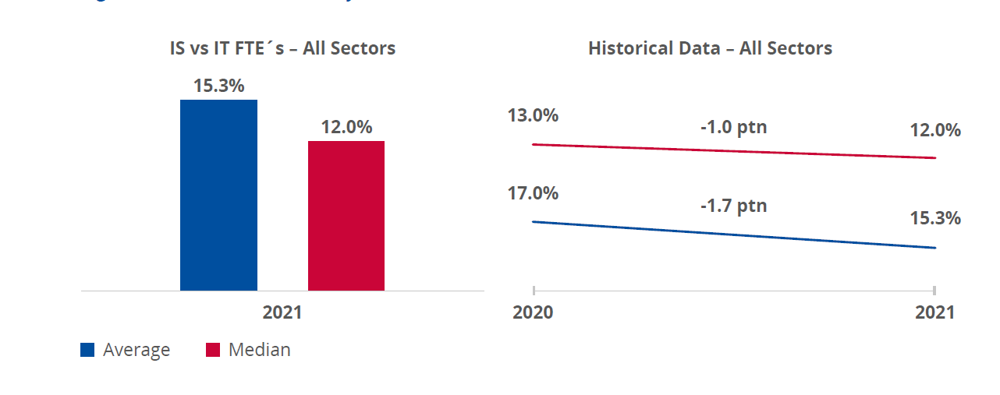 IS vs IT FTE´s – All Sectors
15.3%
12.0%
2021
Average
Median
Historical Data – All Sectors
13.0%
-1.0 ptn
12.0%
17.0%
-1.7 ptn
15.3%
2020
2021